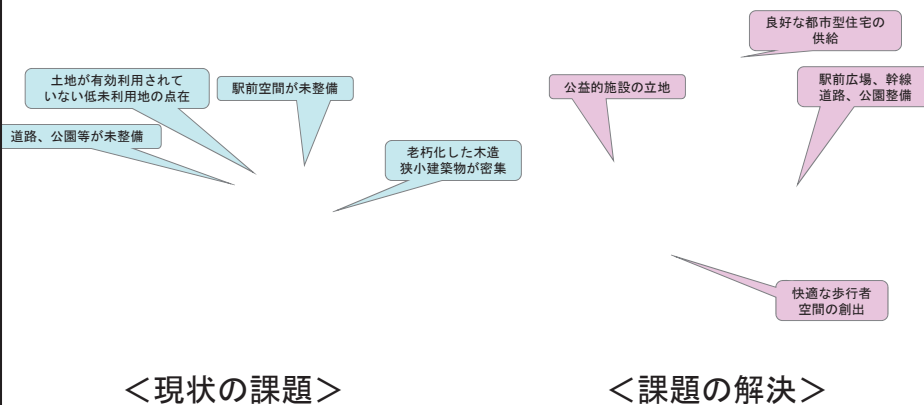 土地が有効利用されて
いない低未利用地の点在
駅前空間が未整備
道路、公園等が未整備
老朽化した木造
狭小建築物が密集
＜現状の課題＞
良好な都市型住宅の
供給
公益的施設の立地
駅前広場、幹線
道路、公園整備
快適な歩行者
空間の創出
＜課題の解決＞